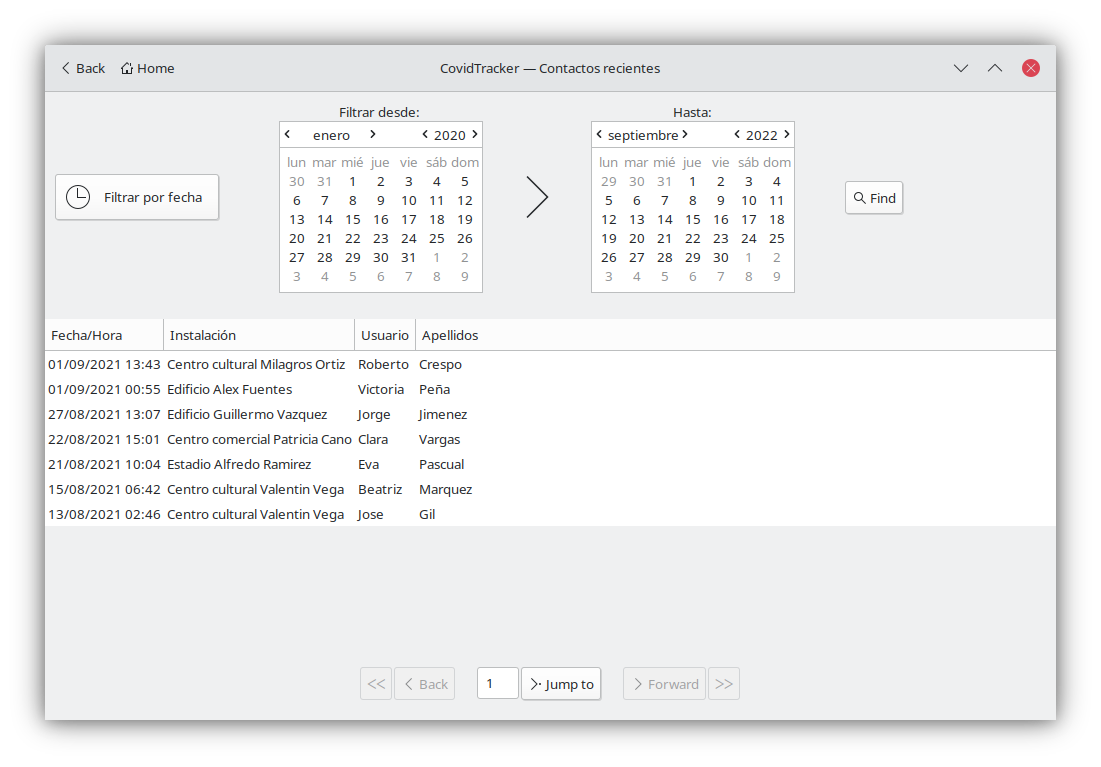 Back Home CovidTracker — Contactos recientes
Filtrar desde: Hasta:
< enero > < 2020 > < septiembre > < 2022 >
lun mar mié jue vie sáb dom lun mar mié jue vie sáb dom
30 31 1 2 3 4 5 29 30 31 1 2 3 4
6 7 8 9 10 11 12 5 6 7 8 9 10 11
Filtrar por fecha > Find
13 14 15 16 17 18 19 12 13 14 15 16 17 18
20 21 22 23 24 25 26 19 20 21 22 23 24 25
27 28 29 30 31 1 2 26 27 28 29 30 1 2
3 4 5 6 7 8 9 3 4 5 6 7 8 9
Fecha/Hora Instalación Usuario Apellidos
01/09/2021 13:43 Centro cultural Milagros Ortiz Roberto Crespo
01/09/2021 00:55 Edificio Alex Fuentes Victoria Peña
27/08/2021 13:07 Edificio Guillermo Vazquez Jorge Jimenez
22/08/2021 15:01 Centro comercial Patricia Cano Clara Vargas
21/08/2021 10:04 Estadio Alfredo Ramirez Eva Pascual
15/08/2021 06:42 Centro cultural Valentin Vega Beatriz Marquez
13/08/2021 02:46 Centro cultural Valentin Vega Jose Gil
<< Back 1 Jump to Forward >>